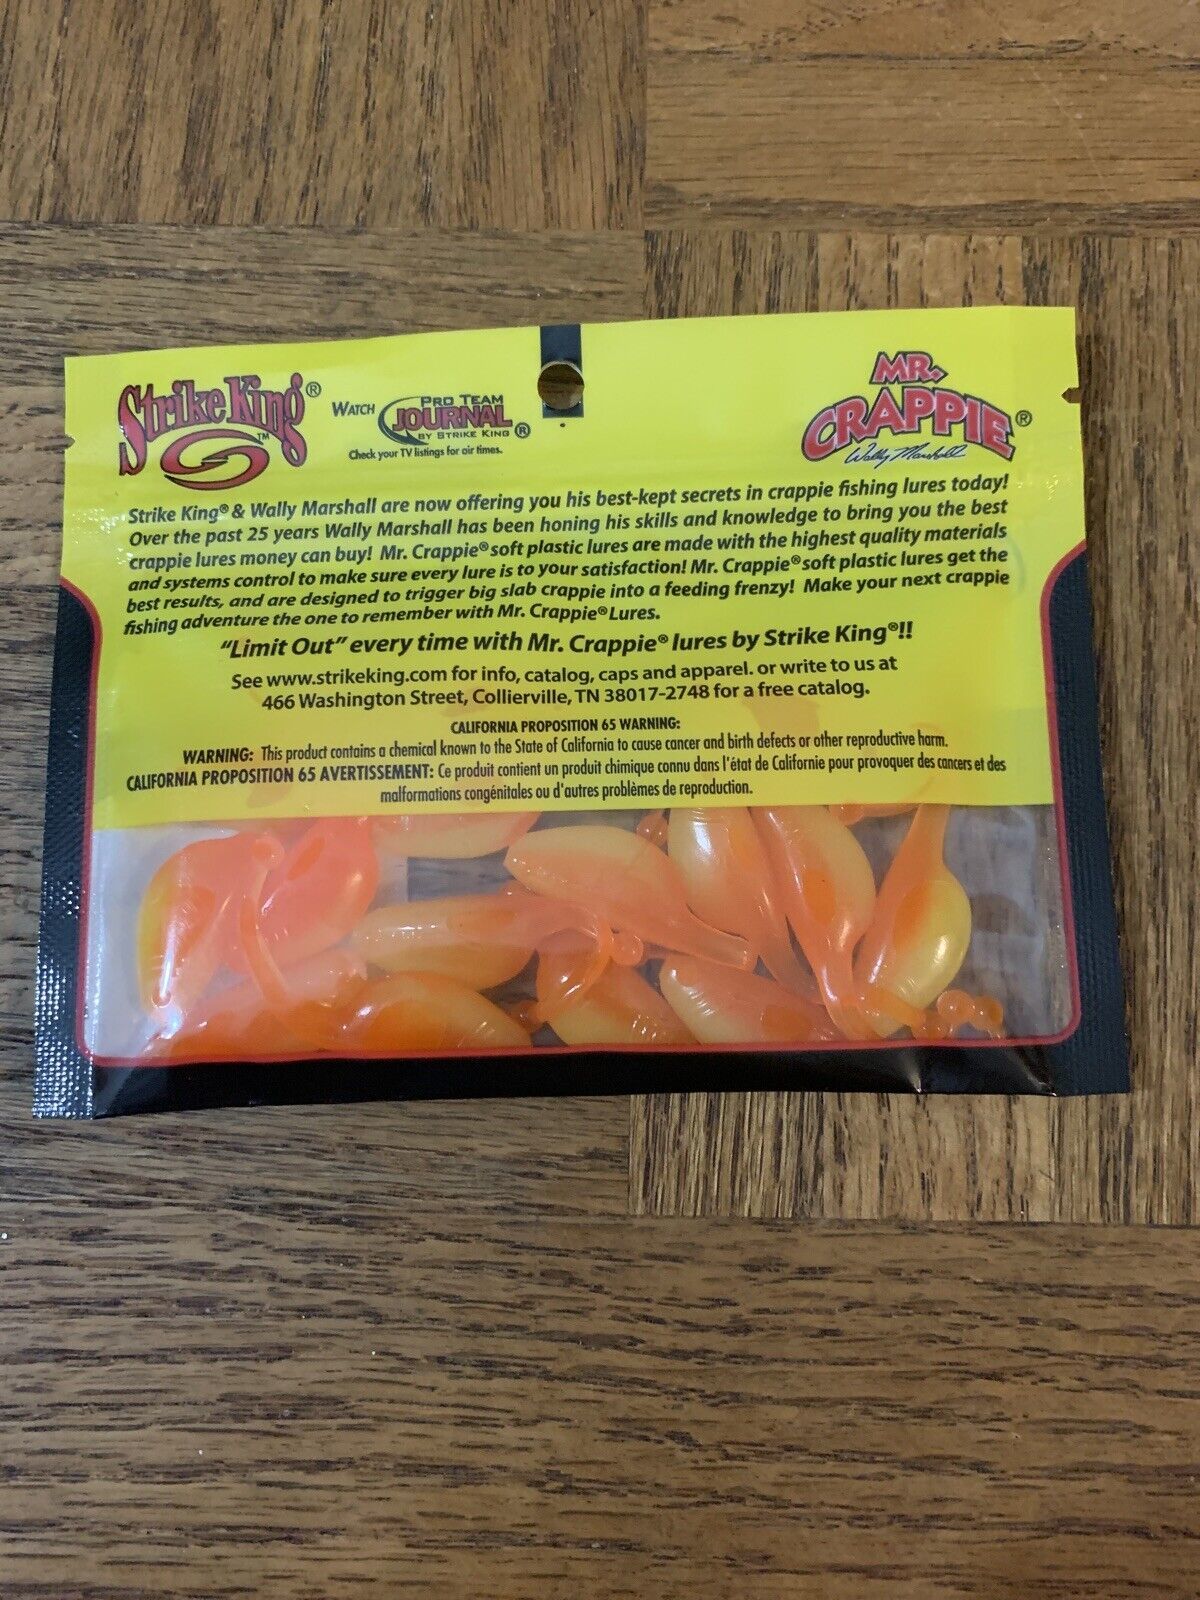 Strike King®
TM
WATCH PRO TEAM
JOURNAL
BY STRIKE KING ®
Check your TV listings for air times.
MR.
CRAPPIE®
Wally Marshall
Strike King® & Wally Marshall are now offering you his best-kept secrets in crappie fishing lures today!
Over the past 25 years Wally Marshall has been honing his skills and knowledge to bring you the best
crappie lures money can buy! Mr. Crappie® soft plastic lures are made with the highest quality materials
and systems control to make sure every lure is to your satisfaction! Mr. Crappie® soft plastic lures get the
best results, and are designed to trigger big slab crappie into a feeding frenzy! Make your next crappie
fishing adventure the one to remember with Mr. Crappie® Lures.
"Limit Out" every time with Mr. Crappie® lures by Strike King®!!
See www.strikeking.com for info, catalog, caps and apparel. or write to us at
466 Washington Street, Collierville, TN 38017-2748 for a free catalog.
CALIFORNIA PROPOSITION 65 WARNING:
WARNING: This product contains a chemical known to the State of California to cause cancer and birth defects or other reproductive harm.
CALIFORNIA PROPOSITION 65 AVERTISSEMENT: Ce produit contient un produit chimique connu dans l'état de Californie pour provoquer des cancers et des
malformations congénitales ou d'autres problèmes de reproduction.